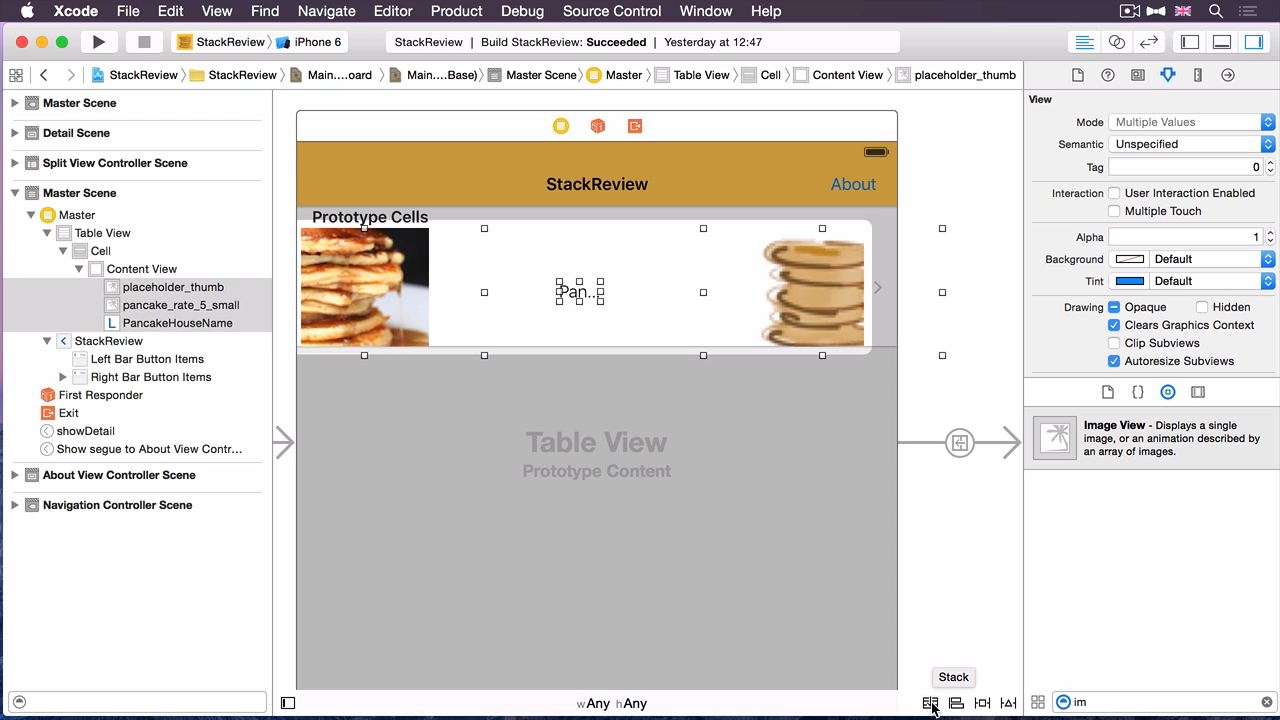 Xcode File Edit View Find Navigate Editor Product Debug Source Control Window Help
StackReview iPhone 6 StackReview | Build StackReview: Succeeded | Yesterday at 12:47
StackReview StackReview Main....oard Main....Base) Master Scene Master Table View Cell Content View placeholder_thumb
Master Scene
Detail Scene
Split View Controller Scene
Master Scene
Master
Table View
Cell
Content View
placeholder_thumb
pancake_rate_5_small
L PancakeHouseName
StackReview
Left Bar Button Items
Right Bar Button Items
First Responder
Exit
showDetail
Show segue to About View Contr...
About View Controller Scene
Navigation Controller Scene
StackReview About
Prototype Cells
Pan...
Table View
Prototype Content
Stack
wAny hAny
View
Mode Multiple Values
Semantic Unspecified
Tag 0
Interaction User Interaction Enabled
Multiple Touch
Alpha 1
Background Default
Tint Default
Drawing Opaque Hidden
Clears Graphics Context
Clip Subviews
Autoresize Subviews
Image View - Displays a single
image, or an animation described by
an array of images.
im